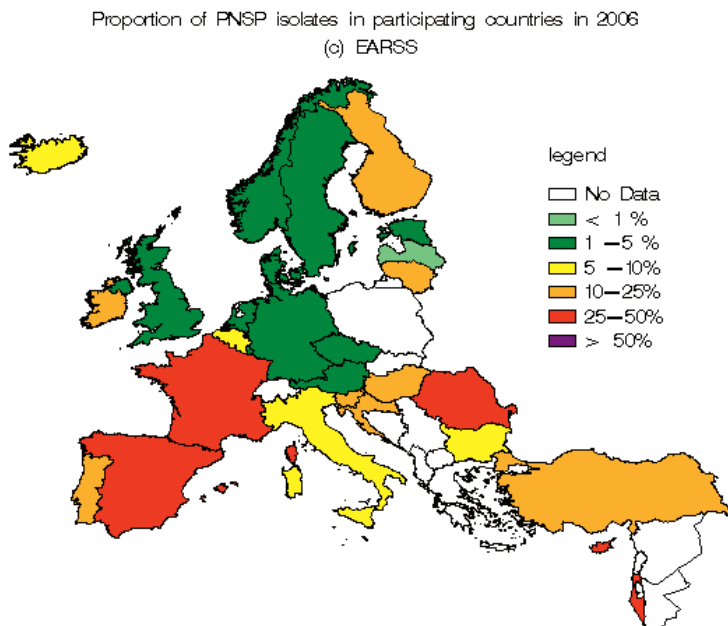 Proportion of PNSP isolates in participating countries in 2006
(c) EARSS
legend
No Data
< 1 %
1 –5 %
5 –10%
10–25%
25–50%
> 50%